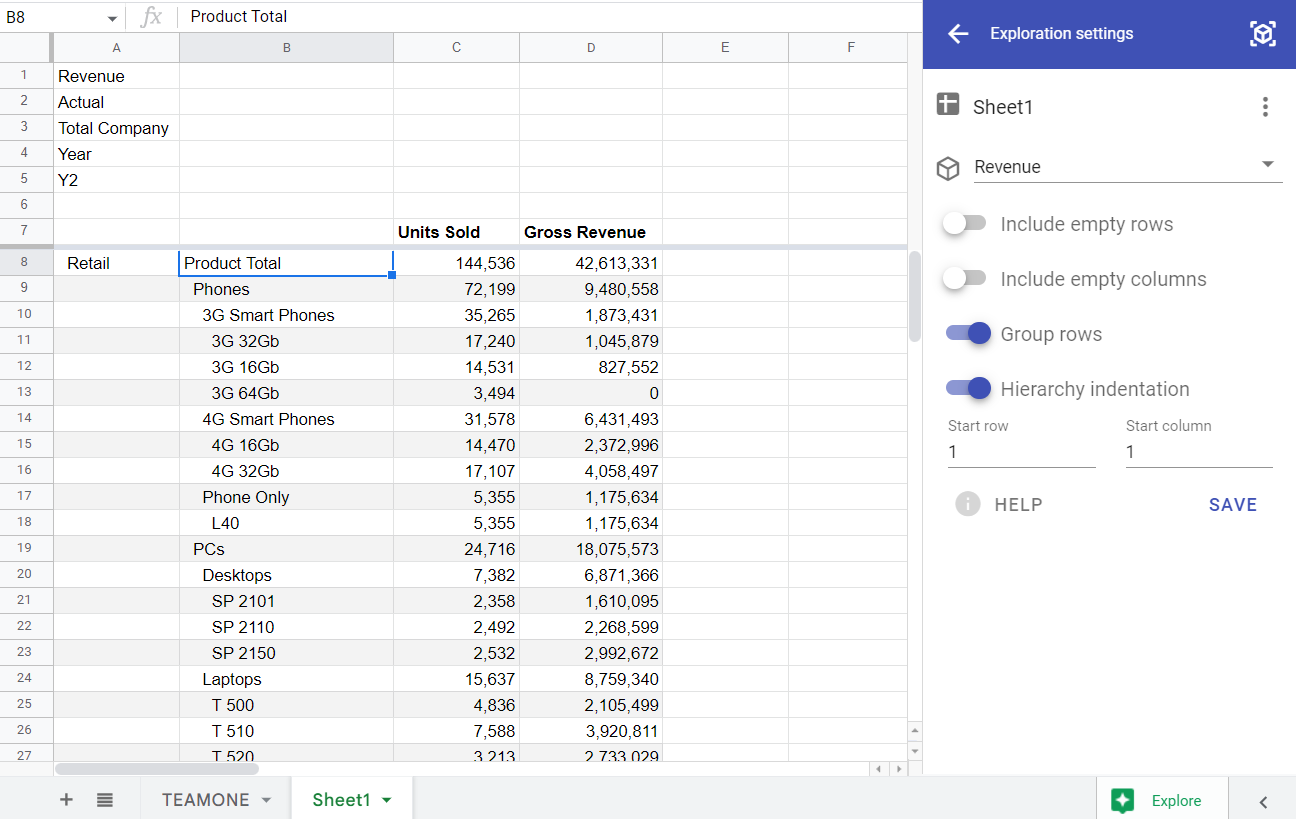 B8 fx Product Total
A B C D E F
1 Revenue
2 Actual
3 Total Company
4 Year
5 Y2
6
7 Units Sold Gross Revenue
8 Retail Product Total 144,536 42,613,331
9 Phones 72,199 9,480,558
10 3G Smart Phones 35,265 1,873,431
11 3G 32Gb 17,240 1,045,879
12 3G 16Gb 14,531 827,552
13 3G 64Gb 3,494 0
14 4G Smart Phones 31,578 6,431,493
15 4G 16Gb 14,470 2,372,996
16 4G 32Gb 17,107 4,058,497
17 Phone Only 5,355 1,175,634
18 L40 5,355 1,175,634
19 PCs 24,716 18,075,573
20 Desktops 7,382 6,871,366
21 SP 2101 2,358 1,610,095
22 SP 2110 2,492 2,268,599
23 SP 2150 2,532 2,992,672
24 Laptops 15,637 8,759,340
25 T 500 4,836 2,105,499
26 T 510 7,588 3,920,811
27 T 520 3,213 2,733,029
TEAMONE Sheet1 Explore
Exploration settings
Sheet1
Revenue
Include empty rows
Include empty columns
Group rows
Hierarchy indentation
Start row Start column
1 1
HELP SAVE